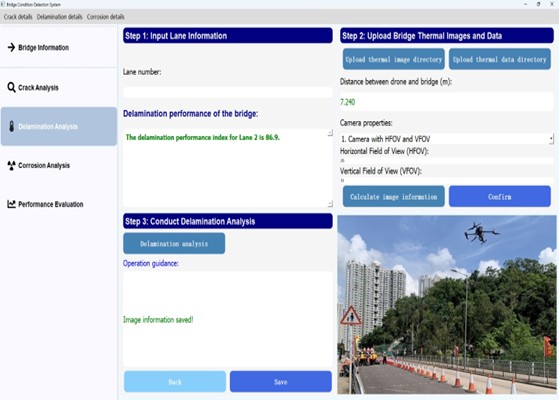 Bridge Condition Detection System
Crack details Delamination details Corrosion details
Bridge Information
Crack Analysis
Delamination Analysis
Corrosion Analysis
Performance Evaluation
Step 1: Input Lane Information
Lane number:
Delamination performance of the bridge:
The delamination performance index for Lane 2 is 86.9.
Step 3: Conduct Delamination Analysis
Delamination analysis
Operation guidance:
Image information saved!
Back
Save
Step 2: Upload Bridge Thermal Images and Data
Upload thermal image directory
Upload thermal data directory
Distance between drone and bridge (m):
7.240
Camera properties:
1. Camera with HFOV and VFOV
Horizontal Field of View (HFOV):
Vertical Field of View (VFOV):
Calculate image information
Confirm